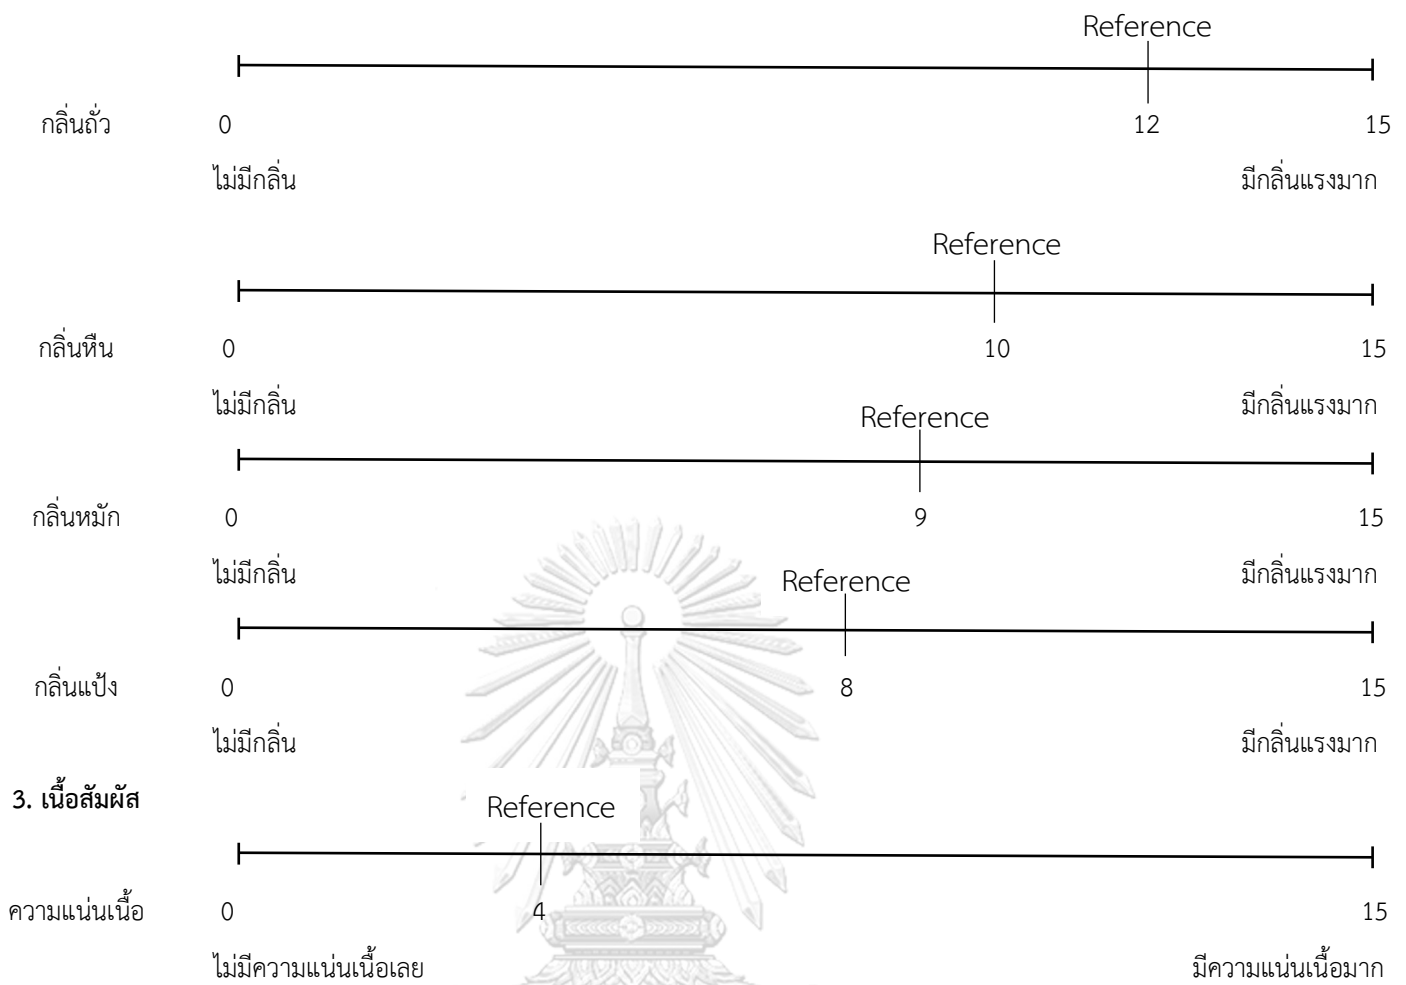 Reference
กลิ่นถั่ว 0 12 15
ไม่มีกลิ่น มีกลิ่นแรงมาก
Reference
กลิ่นหืน 0 10 15
ไม่มีกลิ่น มีกลิ่นแรงมาก
Reference
กลิ่นหมัก 0 9 15
ไม่มีกลิ่น มีกลิ่นแรงมาก
Reference
กลิ่นแป้ง 0 8 15
ไม่มีกลิ่น มีกลิ่นแรงมาก
3. เนื้อสัมผัส
Reference
ความแน่นเนื้อ 0 4 15
ไม่มีความแน่นเนื้อเลย มีความแน่นเนื้อมาก